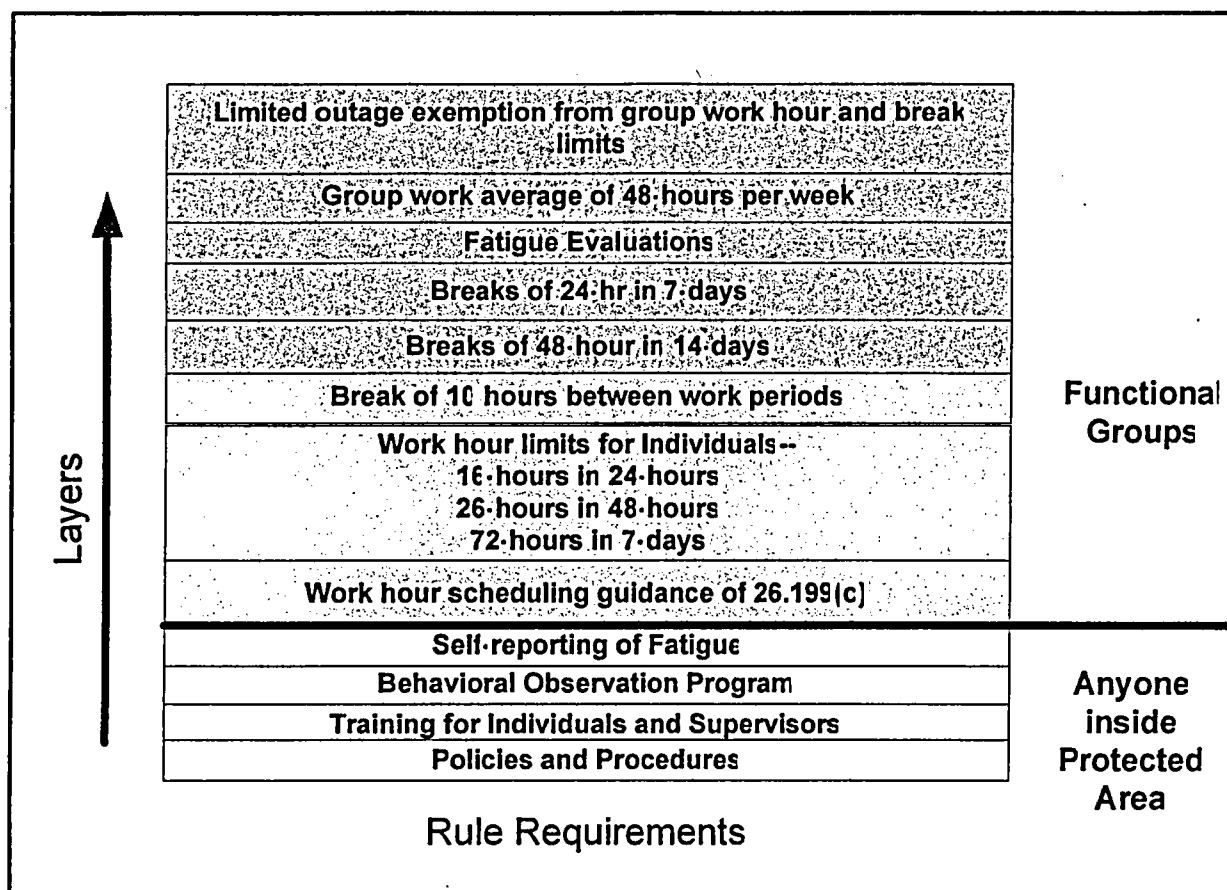 Limited outage exemption from group work hour and break
limits
Group work average of 48-hours per week
Fatigue Evaluations
Breaks of 24-hr in 7-days
Breaks of 48-hour in 14-days
Break of 10 hours between work periods
Work hour limits for Individuals--
16-hours in 24-hours
26-hours in 48-hours
72-hours in 7-days
Work hour scheduling guidance of 26.199(c)
Functional
Groups
Layers
Self-reporting of Fatigue
Behavioral Observation Program
Training for Individuals and Supervisors
Policies and Procedures
Anyone
inside
Protected
Area
Rule Requirements